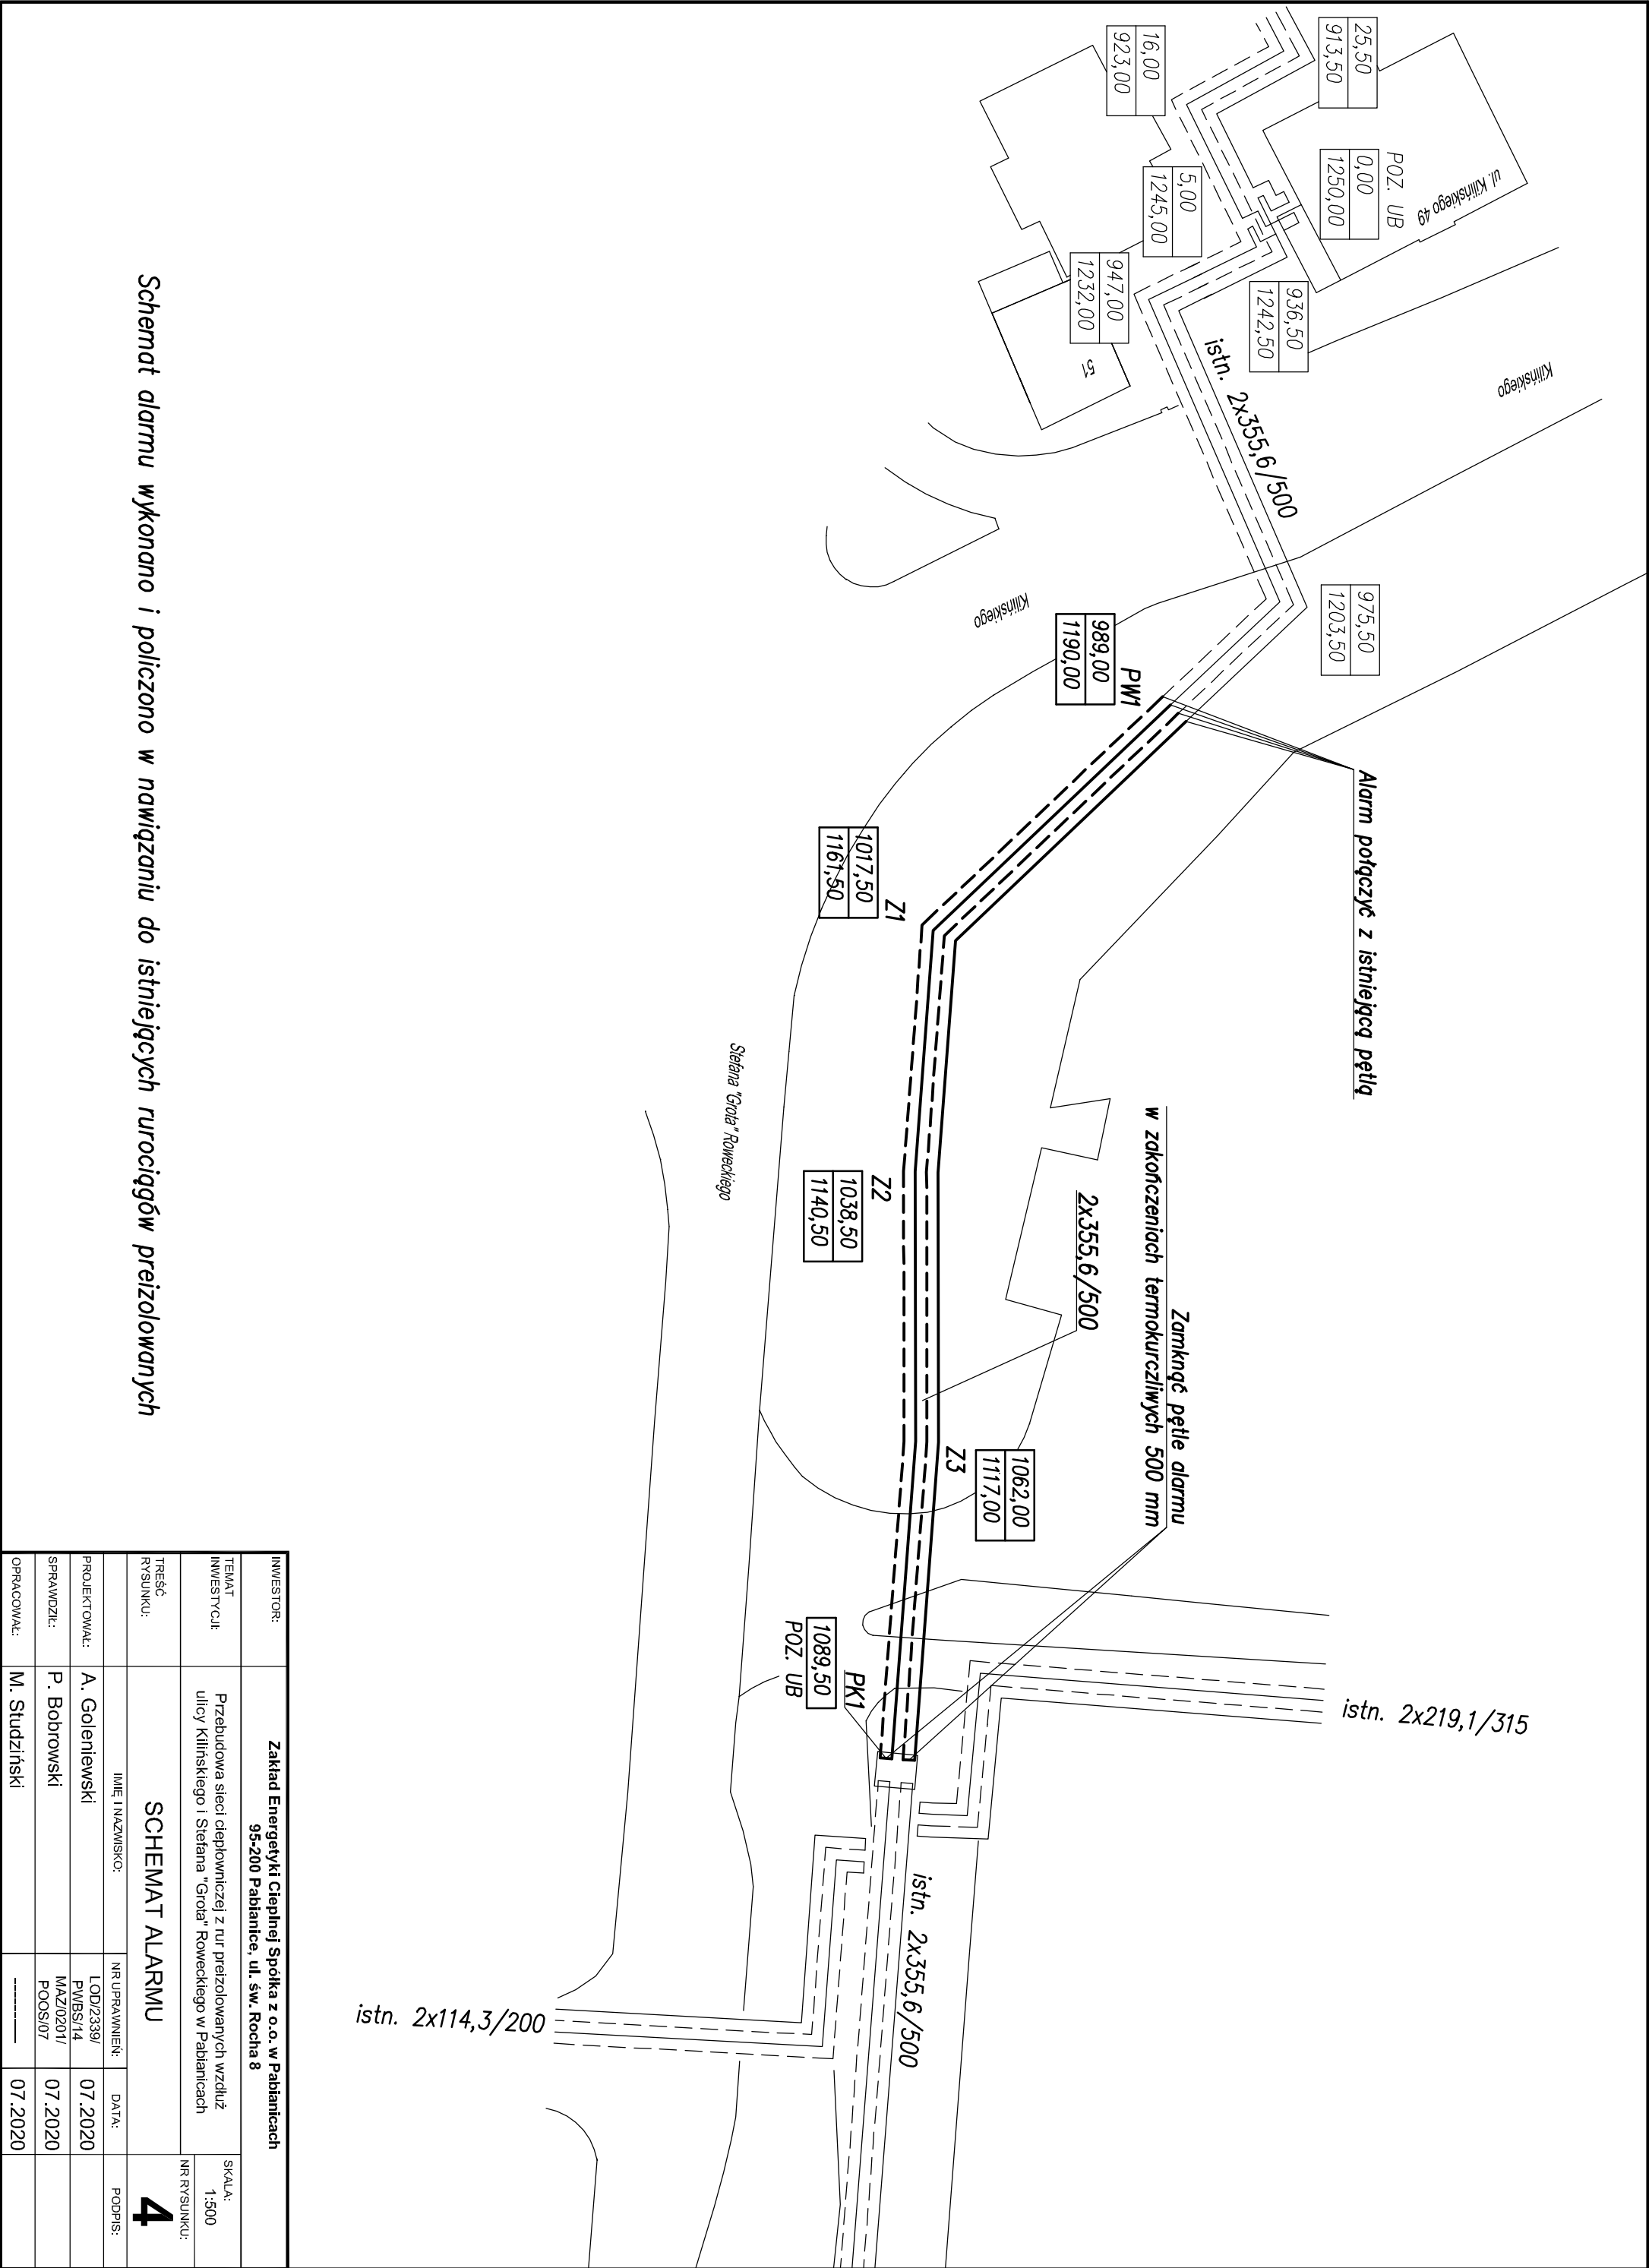 25,50
913,50
POZ. UB
0,00
1250,00
ul. Kilińskiego 49
16,00
923,00
5,00
1245,00
936,50
1242,50
947,00
1232,00
51
istn. 2x355,6/500
Kilińskiego
975,50
1203,50
Kilińskiego
PW1
989,00
1190,00
Alarm połączyć z istniejącą pętlą
Z1
1017,50
1161,50
Stefana "Grota" Roweckiego
Z2
1038,50
1140,50
2x355,6/500
Zamknąć pętle alarmu
w zakończeniach termokurczliwych 500 mm
Z3
1062,00
1117,00
PK1
1089,50
POZ. UB
istn. 2x219,1/315
istn. 2x355,6/500
istn. 2x114,3/200
Schemat alarmu wykonano i policzono w nawiązaniu do istniejących rurociągów preizolowanych
INWESTOR:
Zakład Energetyki Cieplnej Spółka z o.o. w Pabianicach
95-200 Pabianice, ul. św. Rocha 8
TEMAT
INWESTYCJI:
Przebudowa sieci ciepłowniczej z rur preizolowanych wzdłuż
ulicy Kilińskiego i Stefana "Grota" Roweckiego w Pabianicach
SKALA:
1:500
TREŚĆ
RYSUNKU:
SCHEMAT ALARMU
NR RYSUNKU:
4
IMIĘ I NAZWISKO:
NR UPRAWNIEŃ:
DATA:
PODPIS:
PROJEKTOWAŁ:
A. Goleniewski
LOD/2339/
PWBS/14
07.2020
SPRAWDZIŁ:
P. Bobrowski
MAZ/0201/
POOS/07
07.2020
OPRACOWAŁ:
M. Studziński
---------
07.2020